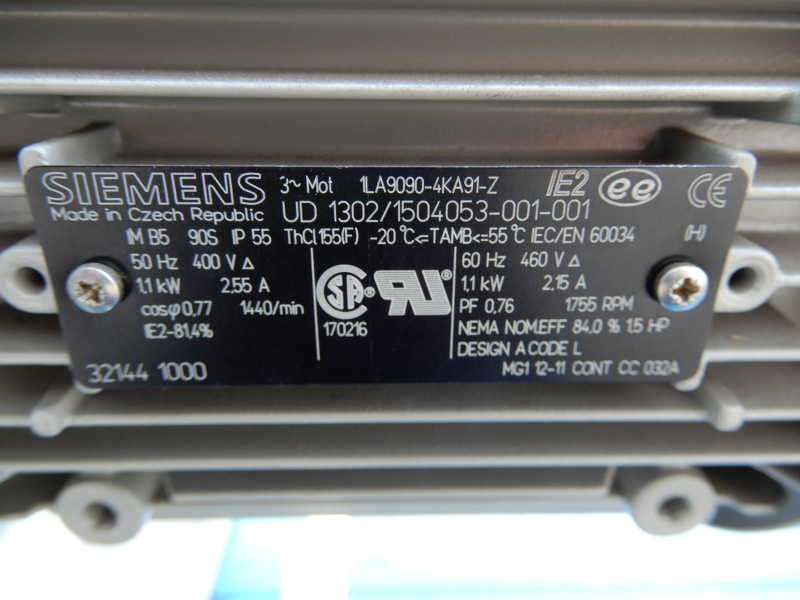 SIEMENS 3~ Mot 1LA9090-4KA91-Z IE2 ee CE
Made in Czech Republic UD 1302/1504053-001-001
IM B5 90S IP 55 ThCl.155(F) -20°C<=TAMB<=55°C IEC/EN 60034 (H)
50 Hz 400 V Δ
1.1 kW 2.55 A
cosφ 0,77 1440/min
IE2-81,4%
32144 1000
CSA® RU®
170216
60 Hz 460 V Δ
1.1 kW 2.15 A
PF 0,76 1755 RPM
NEMA NOM.EFF 84,0 % 1.5 HP
DESIGN A CODE L
MG1 12-11 CONT CC 032A